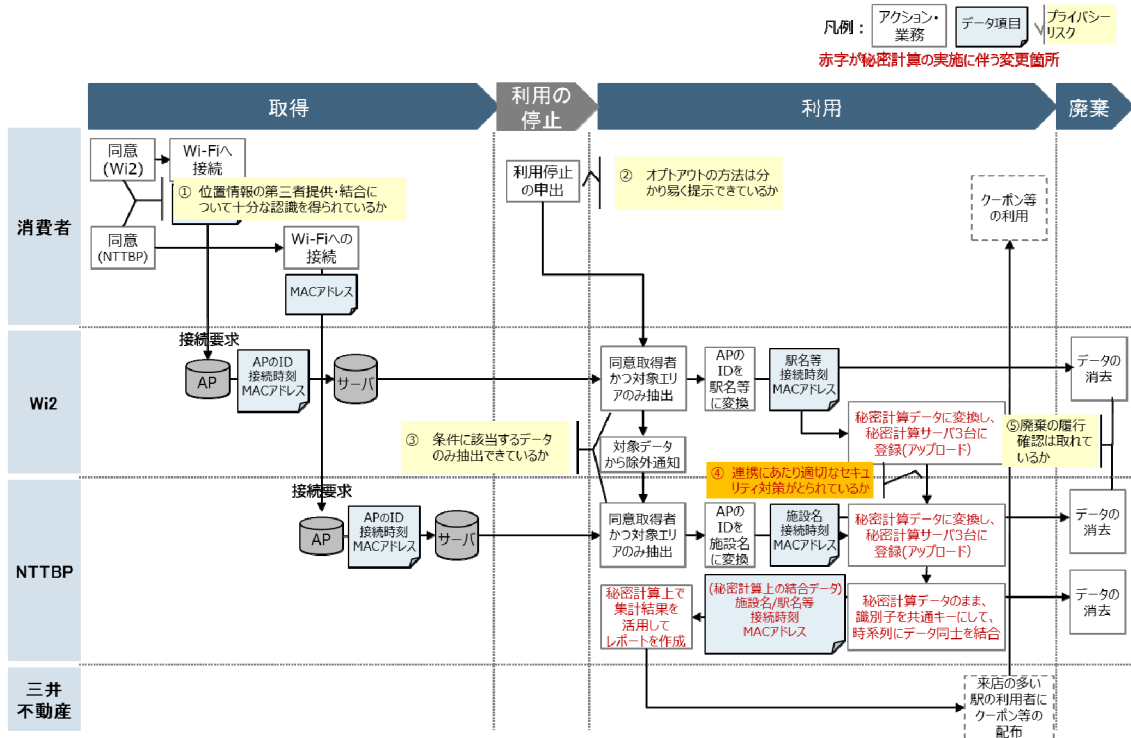 凡例：
アクション・
業務
データ項目
プライバシー
リスク
赤字が秘密計算の実施に伴う変更箇所
取得
利用の
停止
利用
廃棄
消費者
同意
(Wi2)
Wi-Fiへ
接続
① 位置情報の第三者提供・結合に
ついて十分な認識を得られているか
同意
(NTTBP)
Wi-Fiへの
接続
MACアドレス
利用停止
の申出
② オプトアウトの方法は分
かり易く提示できているか
クーポン等
の利用
Wi2
接続要求
AP
APのID
接続時刻
MACアドレス
サーバ
同意取得者
かつ対象エリ
アのみ抽出
APの
IDを
駅名等
に変換
駅名等
接続時刻
MACアドレス
データの
消去
③ 条件に該当するデータ
のみ抽出できているか
対象データ
から除外通知
秘密計算データに変換し、
秘密計算サーバ3台に
登録(アップロード)
⑤廃棄の履行
確認は取れて
いるか
④ 連携にあたり適切なセキュ
リティ対策がとられているか
NTTBP
接続要求
AP
APのID
接続時刻
MACアドレス
サーバ
同意取得者
かつ対象エリ
アのみ抽出
APの
IDを
施設名
に変換
施設名
接続時刻
MACアドレス
秘密計算データに変換し、
秘密計算サーバ3台に
登録(アップロード)
データの
消去
秘密計算上で
集計結果を
活用して
レポートを作成
(秘密計算上の結合データ)
施設名/駅名等
接続時刻
MACアドレス
秘密計算データのまま、
識別子を共通キーにして、
時系列にデータ同士を結合
データの
消去
三井
不動産
来店の多い
駅の利用者に
クーポン等の
配布